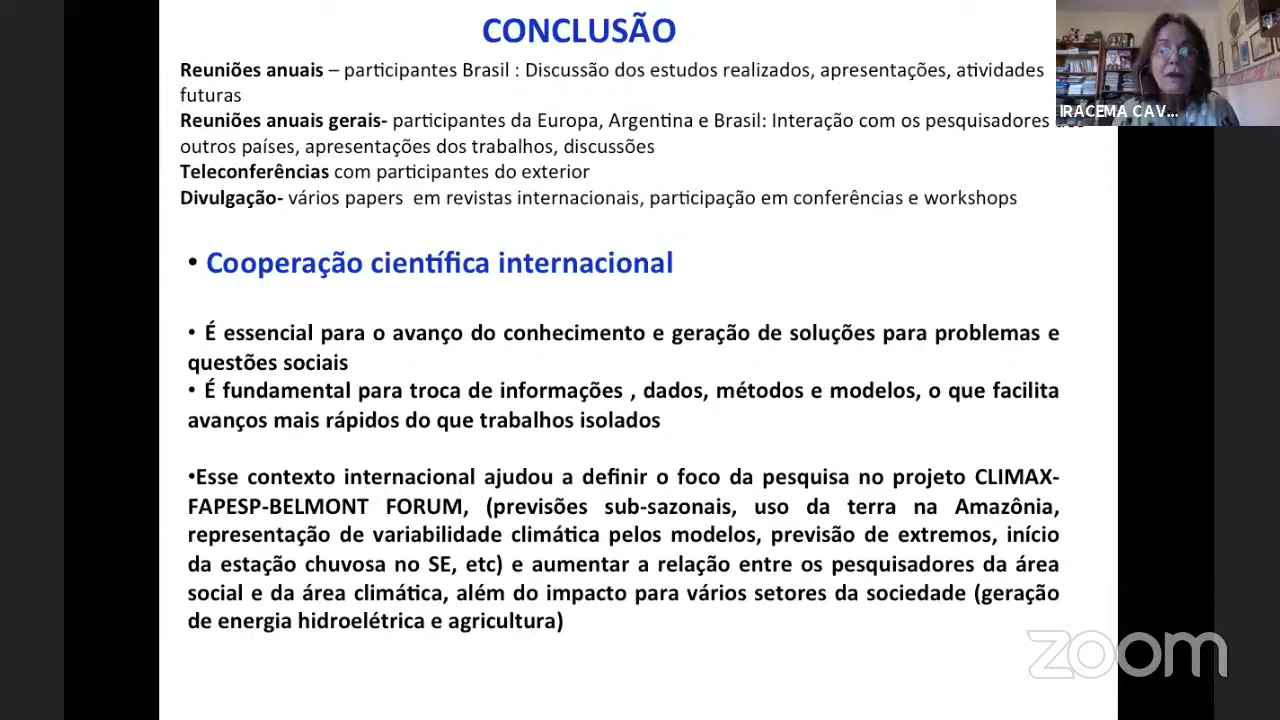 CONCLUSÃO
Reuniões anuais – participantes Brasil : Discussão dos estudos realizados, apresentações, atividades
futuras
Reuniões anuais gerais- participantes da Europa, Argentina e Brasil: Interação com os pesquisadores
outros países, apresentações dos trabalhos, discussões
Teleconferências com participantes do exterior
Divulgação- vários papers em revistas internacionais, participação em conferências e workshops
IRACEMA CAV...
• Cooperação científica internacional
• É essencial para o avanço do conhecimento e geração de soluções para problemas e
questões sociais
• É fundamental para troca de informações , dados, métodos e modelos, o que facilita
avanços mais rápidos do que trabalhos isolados
•Esse contexto internacional ajudou a definir o foco da pesquisa no projeto CLIMAX-
FAPESP-BELMONT FORUM, (previsões sub-sazonais, uso da terra na Amazônia,
representação de variabilidade climática pelos modelos, previsão de extremos, início
da estação chuvosa no SE, etc) e aumentar a relação entre os pesquisadores da área
social e da área climática, além do impacto para vários setores da sociedade (geração
de energia hidroelétrica e agricultura)
zoom